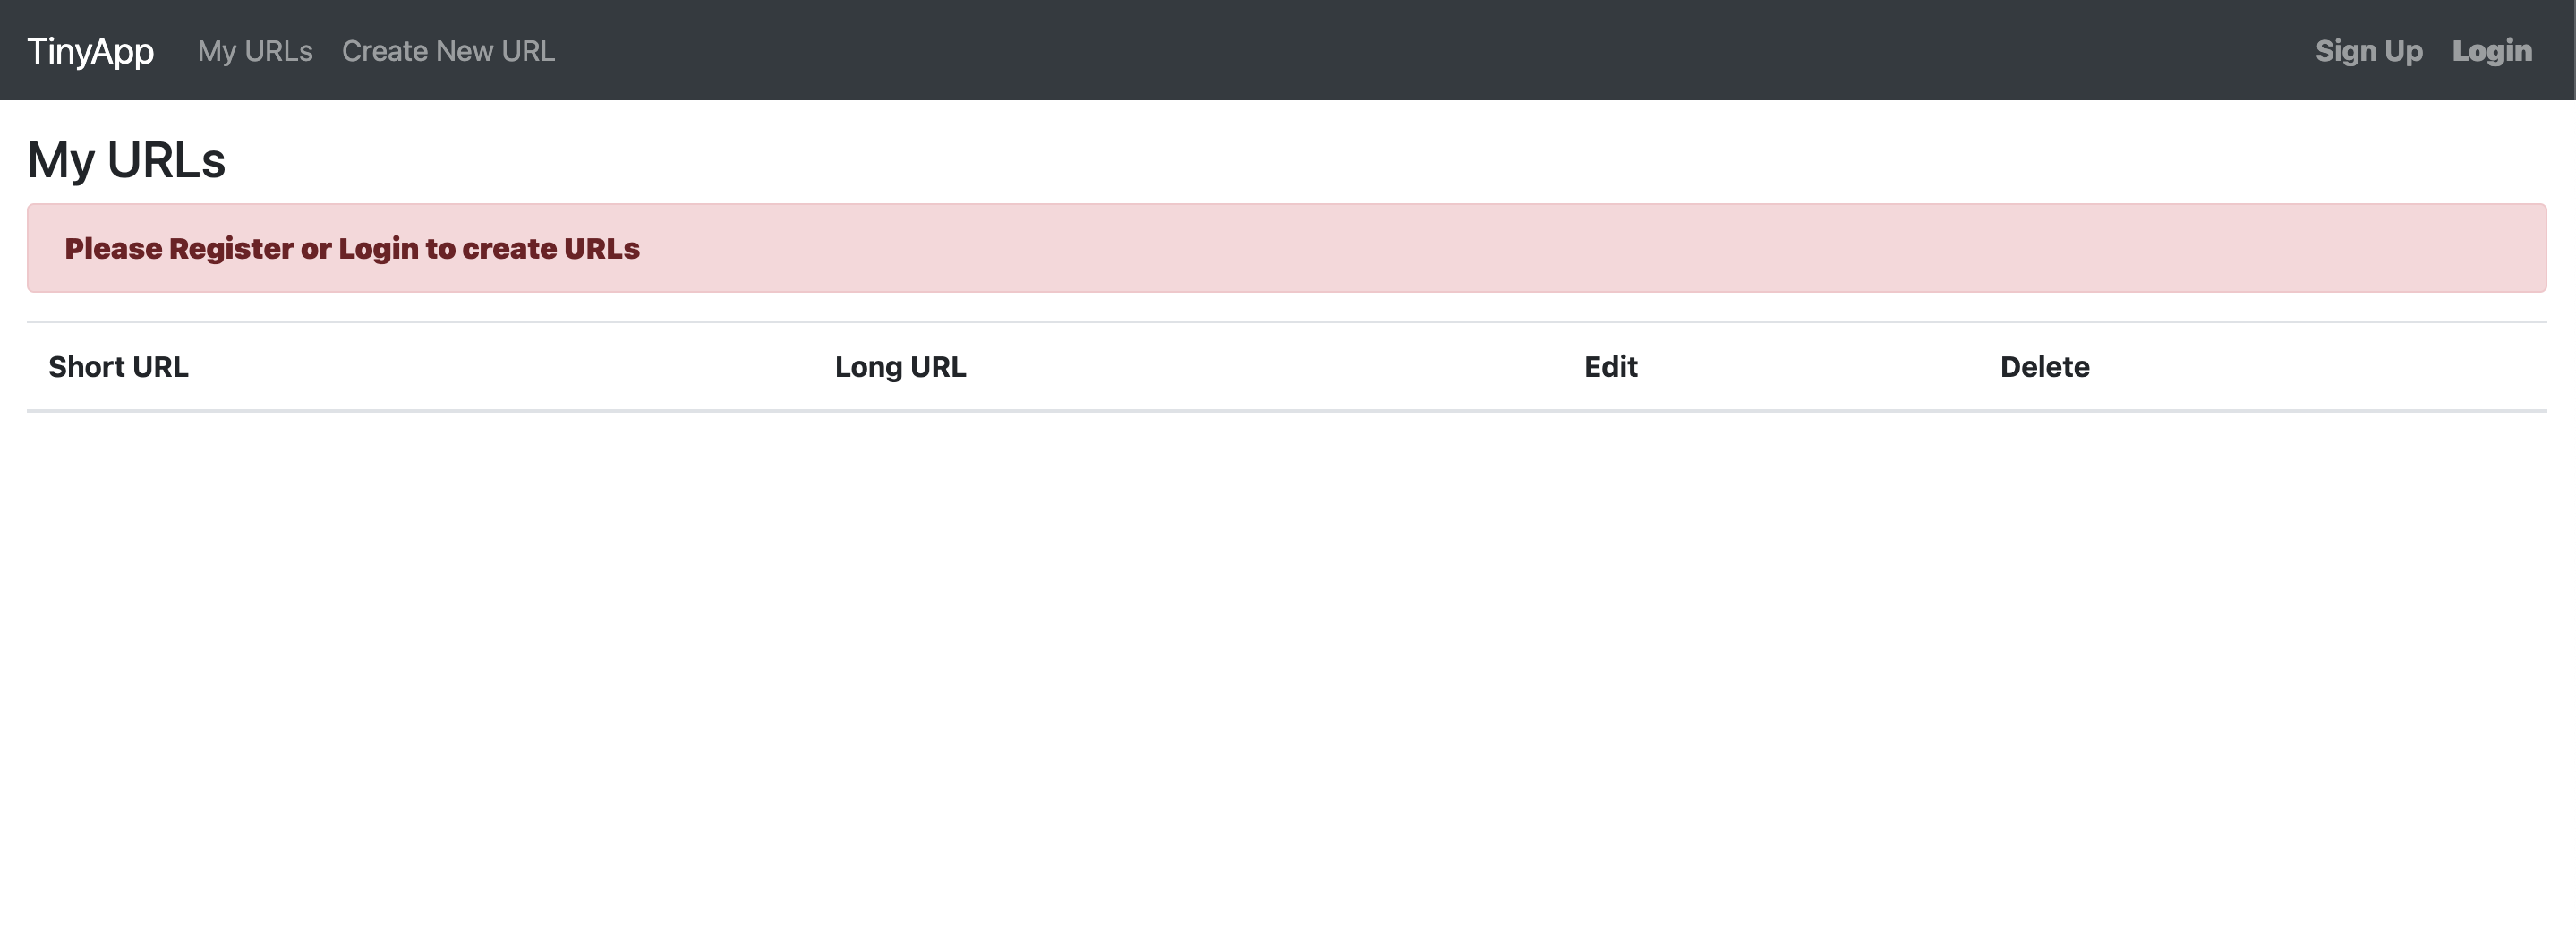 TinyApp My URLs Create New URL Sign Up Login
My URLs
Please Register or Login to create URLs
Short URL Long URL Edit Delete